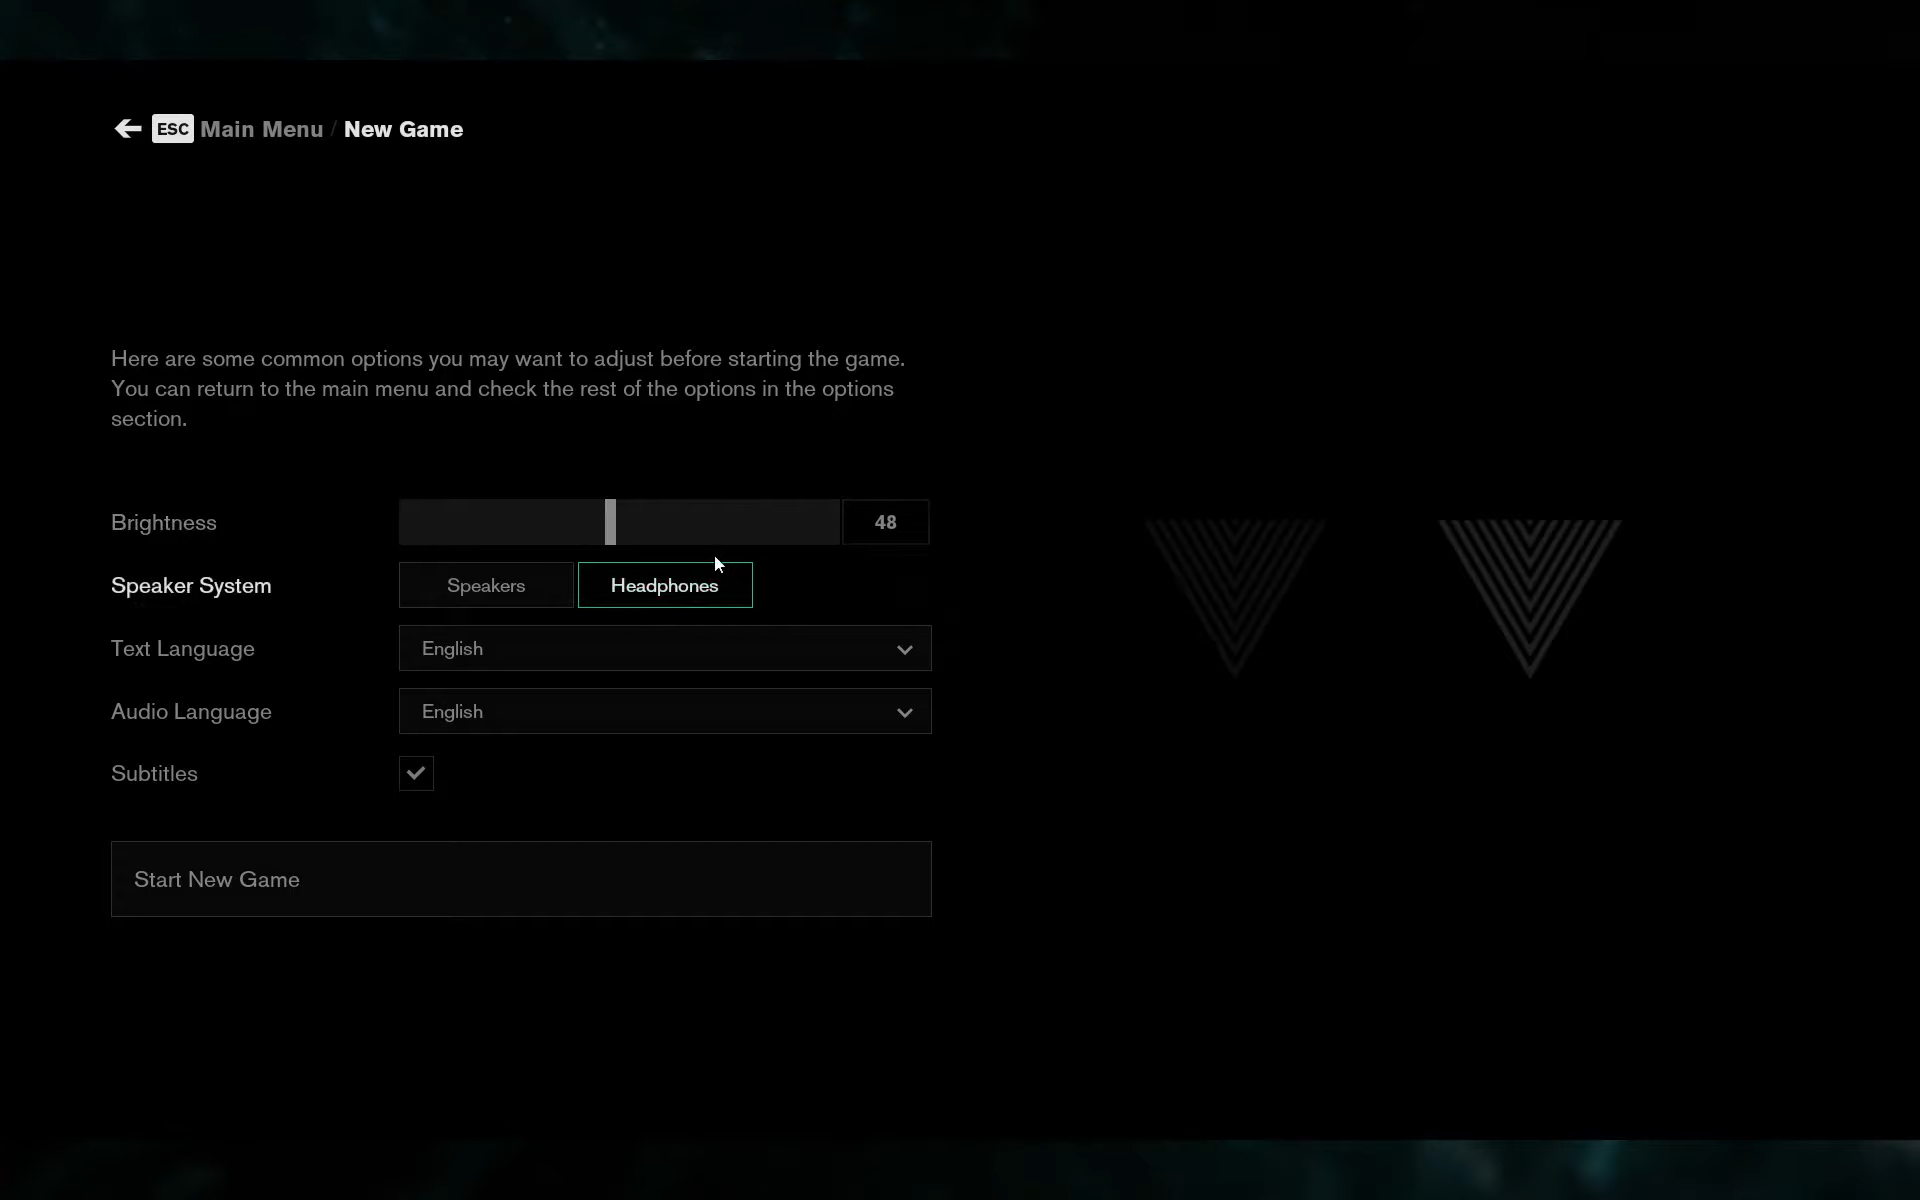 ESC Main Menu / New Game
Here are some common options you may want to adjust before starting the game.
You can return to the main menu and check the rest of the options in the options
section.
Brightness 48
Speaker System Speakers Headphones
Text Language English
Audio Language English
Subtitles
Start New Game